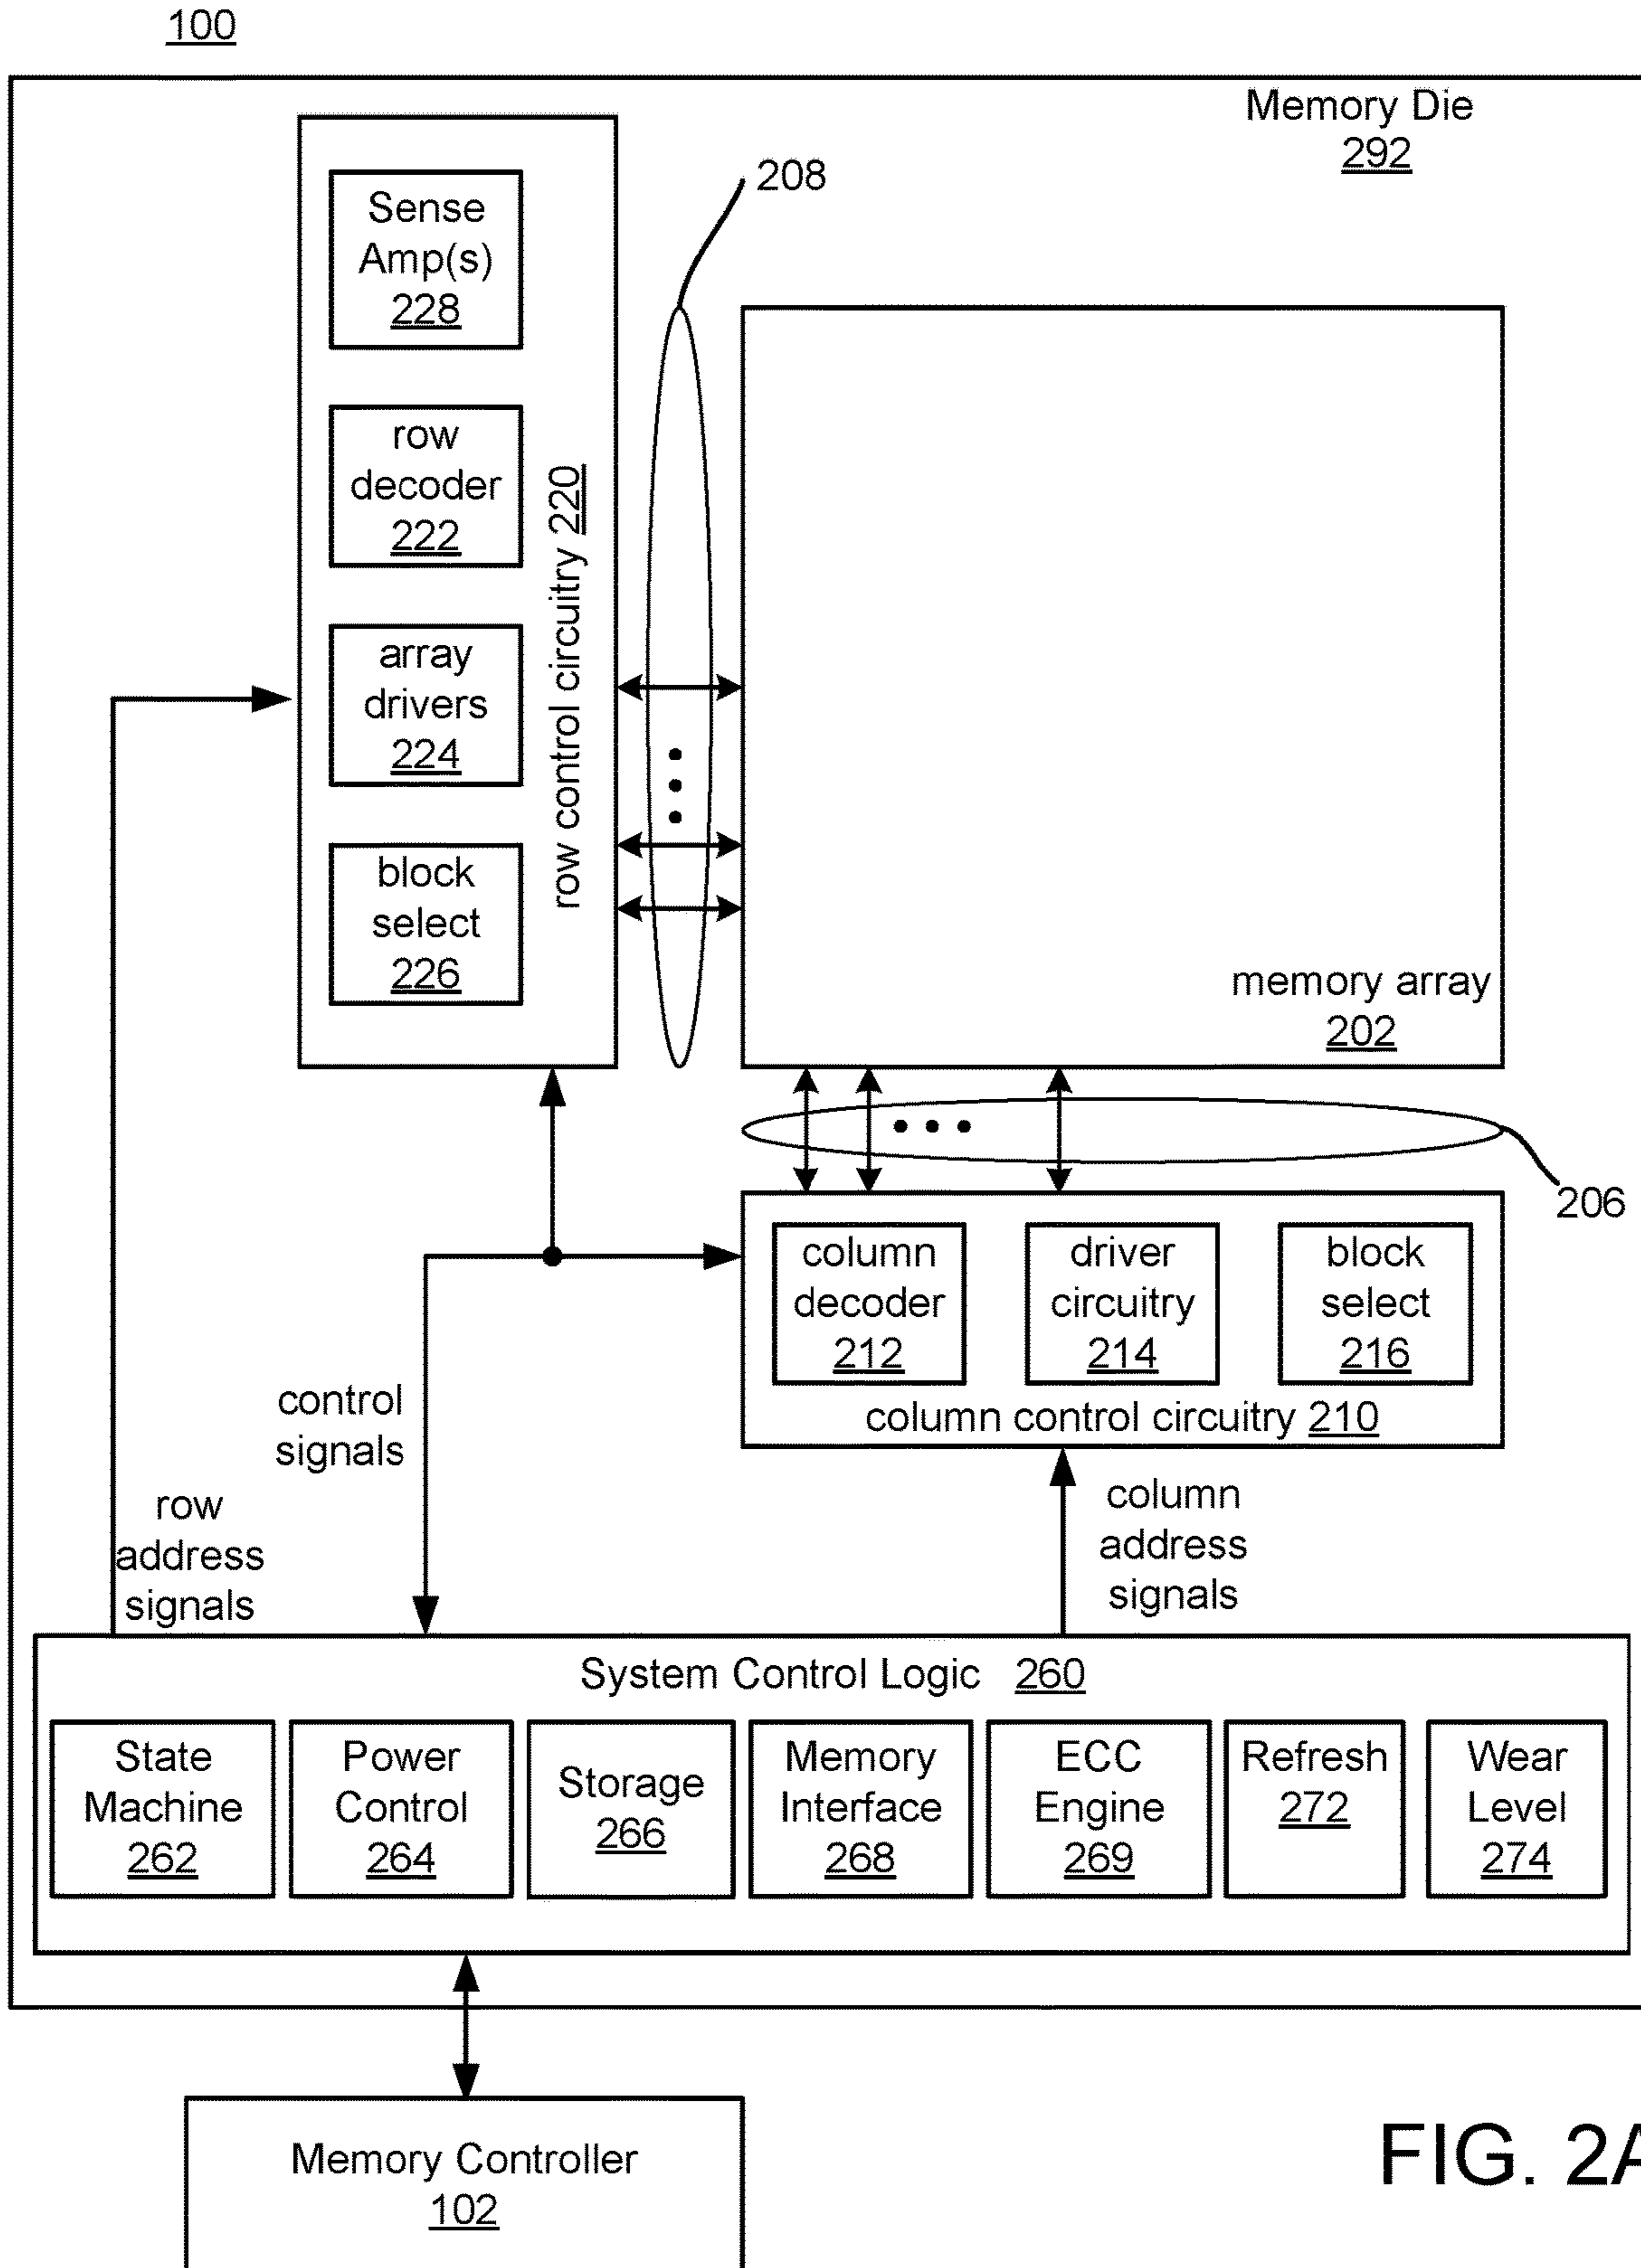 100
Memory Die
292
208
Sense
Amp(s)
228
row
decoder
222
array
drivers
224
block
select
226
row control circuitry 220
memory array
202
206
column
decoder
212
driver
circuitry
214
block
select
216
column control circuitry 210
control
signals
row
address
signals
column
address
signals
System Control Logic 260
State
Machine
262
Power
Control
264
Storage
266
Memory
Interface
268
ECC
Engine
269
Refresh
272
Wear
Level
274
Memory Controller
102
FIG. 2A